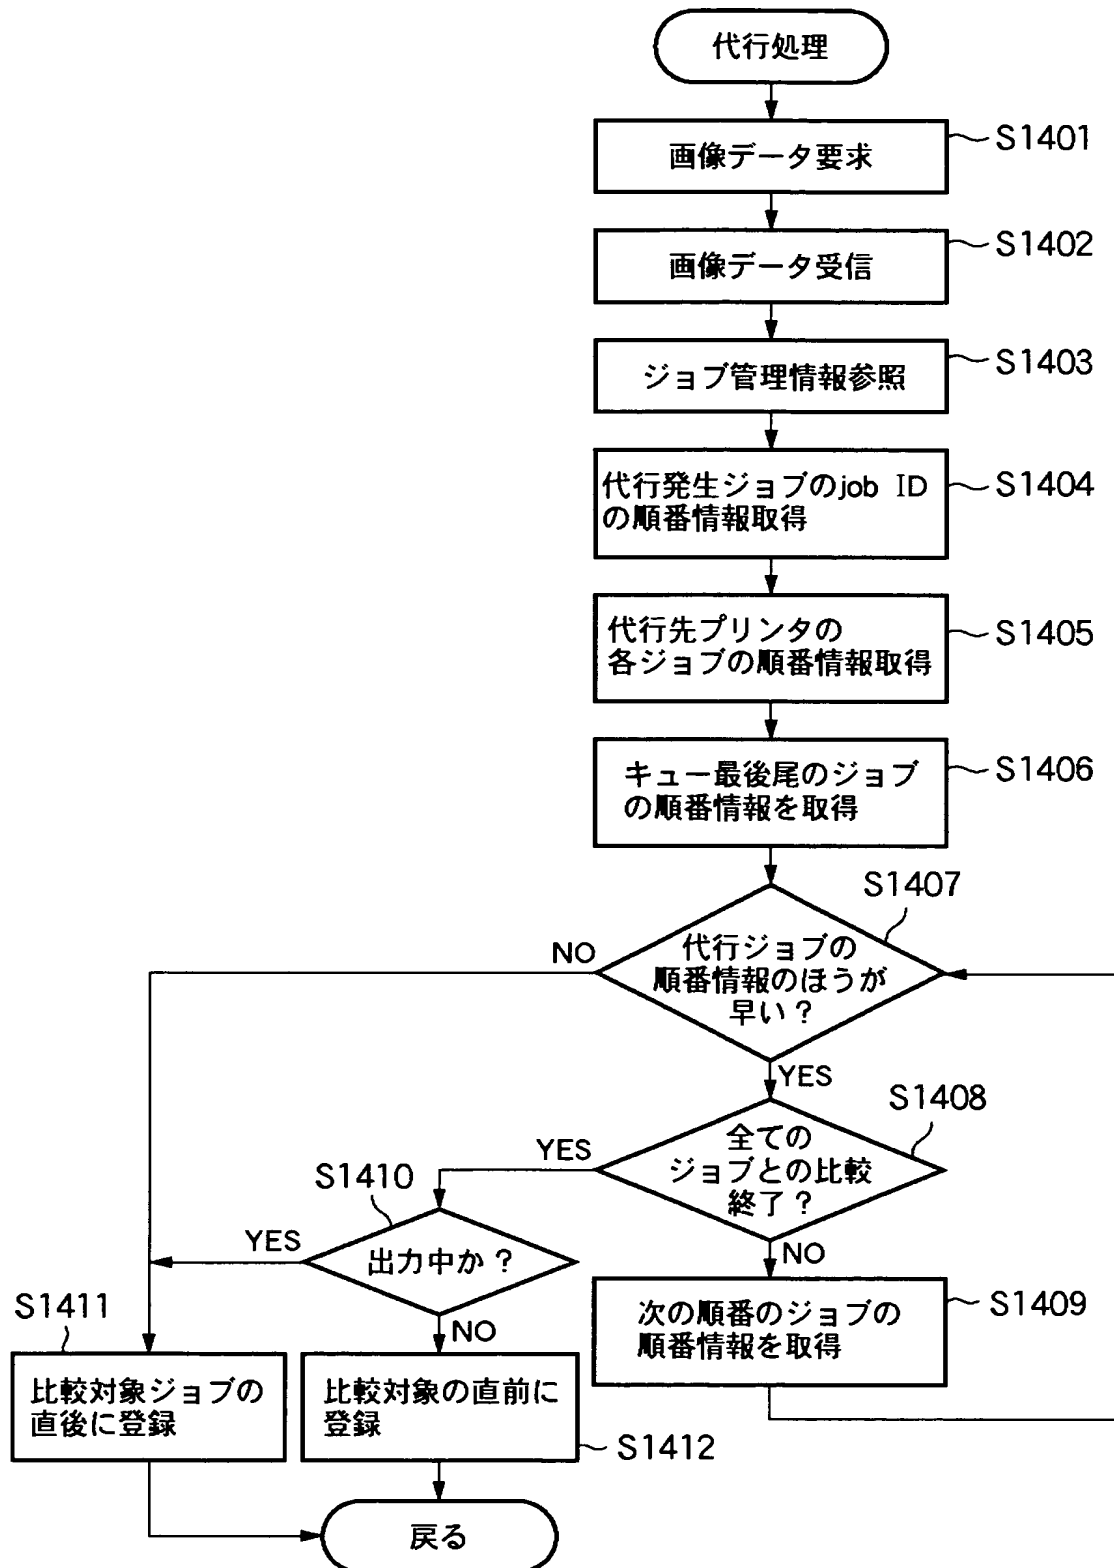 代行処理
画像データ要求
S1401
画像データ受信
S1402
ジョブ管理情報参照
S1403
代行発生ジョブのjob ID
の順番情報取得
S1404
代行先プリンタの
各ジョブの順番情報取得
S1405
キュー最後尾のジョブ
の順番情報を取得
S1406
S1407
代行ジョブの
順番情報のほうが
早い?
NO
YES
S1408
全ての
ジョブとの比較
終了?
YES
NO
S1410
出力中か?
YES
NO
次の順番のジョブの
順番情報を取得
S1409
S1411
比較対象ジョブの
直後に登録
比較対象の直前に
登録
S1412
戻る